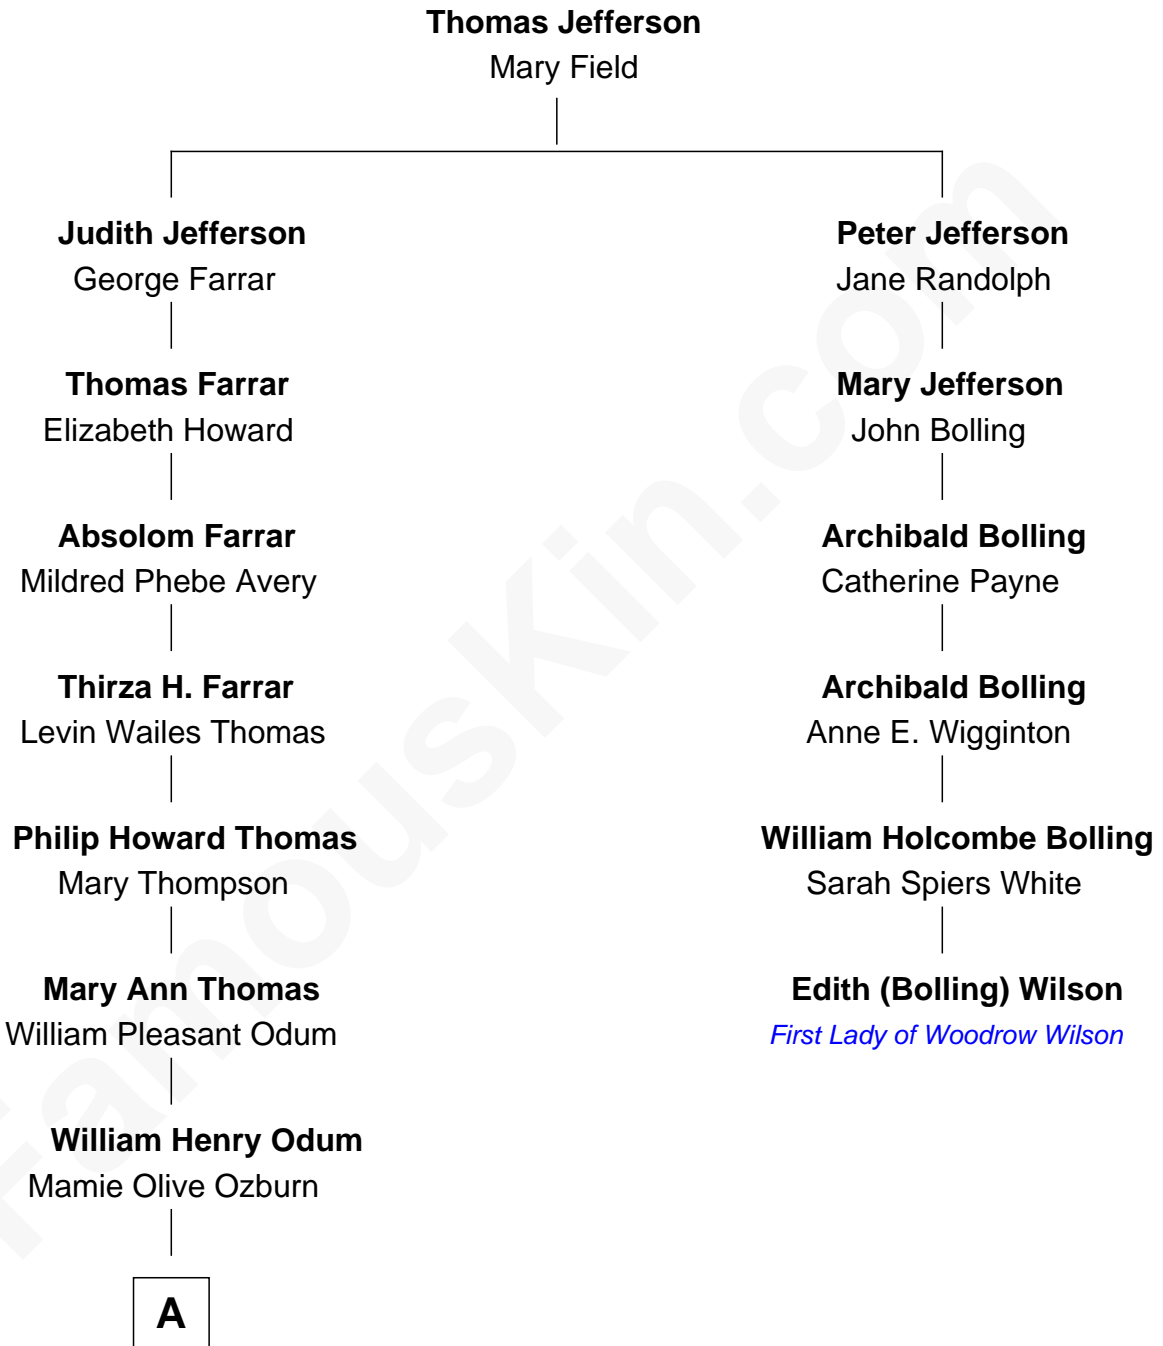 Thomas Jefferson
Mary Field
Judith Jefferson
George Farrar
Peter Jefferson
Jane Randolph
Thomas Farrar
Elizabeth Howard
Mary Jefferson
John Bolling
Absolom Farrar
Mildred Phebe Avery
Archibald Bolling
Catherine Payne
Thirza H. Farrar
Levin Wailes Thomas
Archibald Bolling
Anne E. Wigginton
Philip Howard Thomas
Mary Thompson
William Holcombe Bolling
Sarah Spiers White
Mary Ann Thomas
William Pleasant Odum
Edith (Bolling) Wilson
First Lady of Woodrow Wilson
William Henry Odum
Mamie Olive Ozburn
A
FamousKin.com